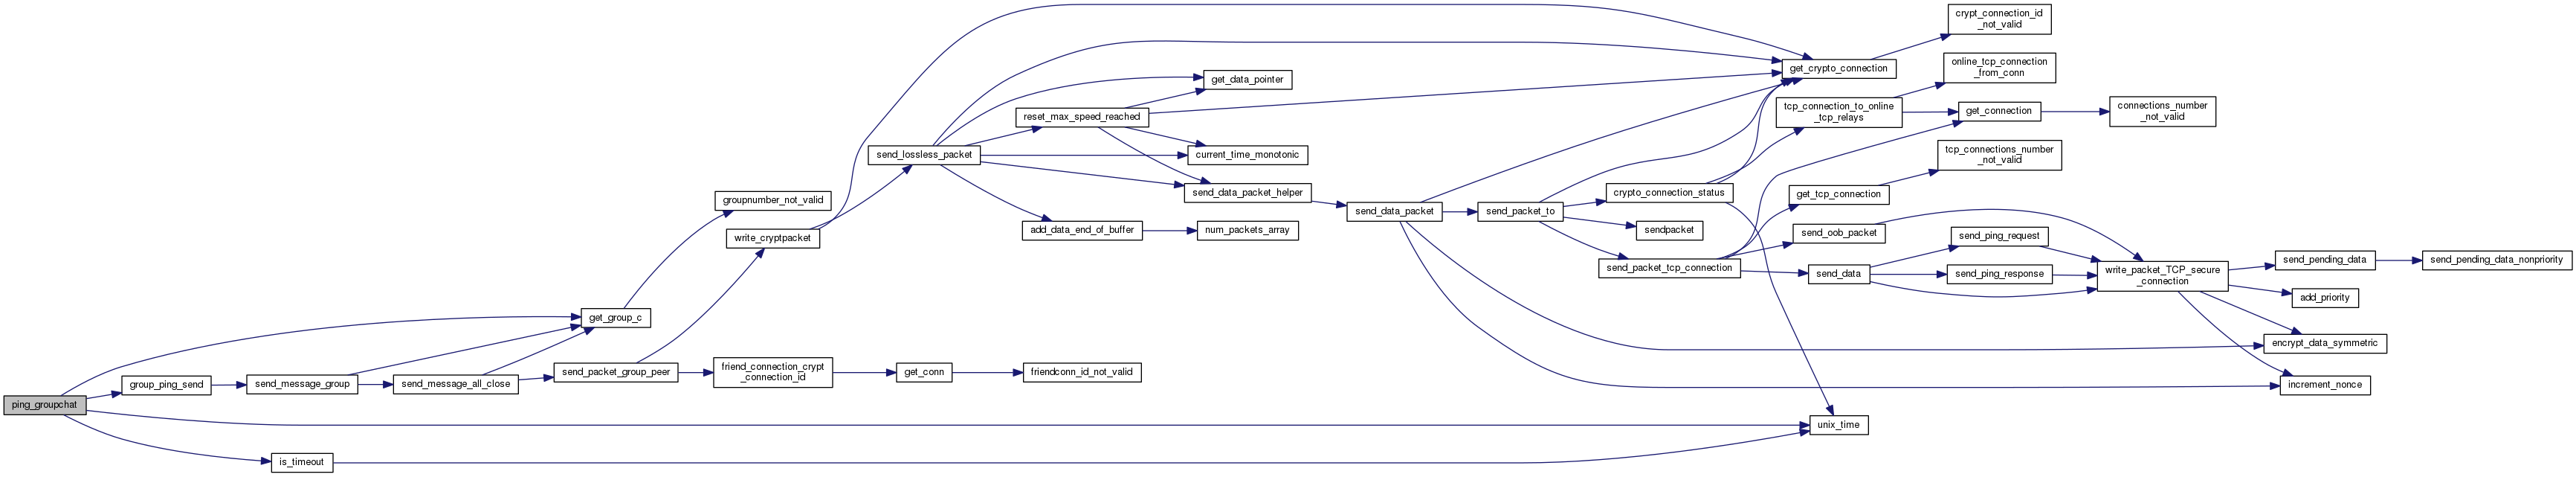 ping_groupchat
group_ping_send
is_timeout
send_message_group
send_message_all_close
get_group_c
send_packet_group_peer
groupnumber_not_valid
write_cryptpacket
friend_connection_crypt
_connection_id
send_lossless_packet
get_conn
reset_max_speed_reached
add_data_end_of_buffer
friendconn_id_not_valid
get_data_pointer
current_time_monotonic
send_data_packet_helper
num_packets_array
send_data_packet
send_packet_to
crypto_connection_status
sendpacket
send_packet_tcp_connection
get_crypto_connection
tcp_connection_to_online
_tcp_relays
get_tcp_connection
send_oob_packet
send_data
unix_time
crypt_connection_id
_not_valid
online_tcp_connection
_from_conn
get_connection
tcp_connections_number
_not_valid
send_ping_request
send_ping_response
connections_number
_not_valid
write_packet_TCP_secure
_connection
send_pending_data
add_priority
encrypt_data_symmetric
increment_nonce
send_pending_data_nonpriority